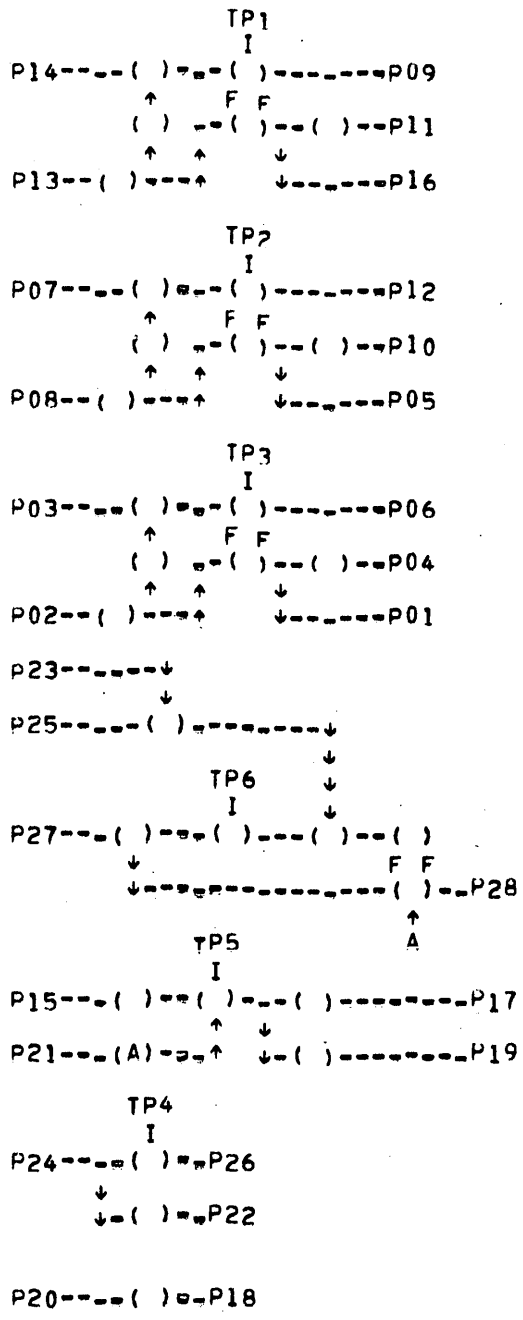 TP1
                I
P14----( )---( )-------P09
        ↑    F F
       ( ) --( )--( )--P11
        ↑  ↑    ↓
P13--( )---↑    ↓------P16

               TP2
                I
P07----( )---( )-------P12
        ↑    F F
       ( ) --( )--( )--P10
        ↑  ↑    ↓
P08--( )---↑    ↓------P05

               TP3
                I
P03----( )---( )-------P06
        ↑    F F
       ( ) --( )--( )--P04
        ↑  ↑    ↓
P02--( )---↑    ↓------P01

P23------↓
         ↓
P25-----( )--------↓
                   ↓
            TP6    ↓
             I     ↓
P27---( )---( )---( )--( )
       ↓               F F
       ↓---------------( )--P28
                        ↑
                        A
           TP5
            I
P15---( )--( )---( )--------P17
            ↑  ↓
P21---(A)---↑  ↓-( )--------P19

       TP4
        I
P24----( )--P26
     ↓
     ↓-( )--P22

P20----( )--P18